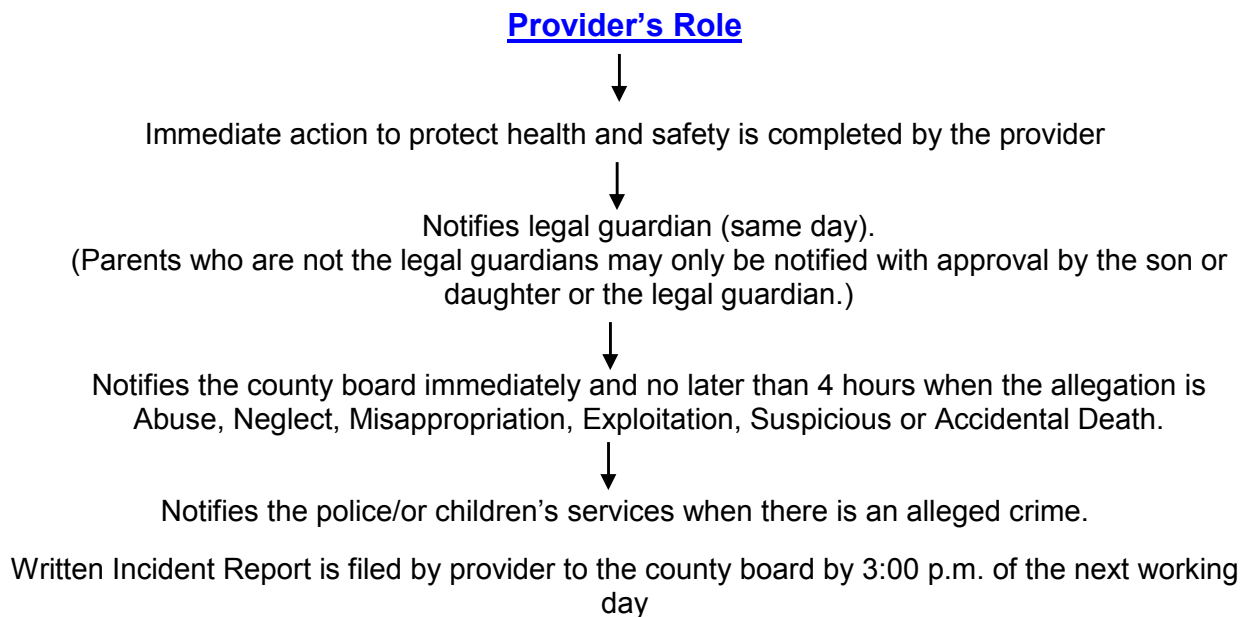 Provider’s Role
Immediate action to protect health and safety is completed by the provider
Notifies legal guardian (same day).
(Parents who are not the legal guardians may only be notified with approval by the son or
daughter or the legal guardian.)
Notifies the county board immediately and no later than 4 hours when the allegation is
Abuse, Neglect, Misappropriation, Exploitation, Suspicious or Accidental Death.
Notifies the police/or children’s services when there is an alleged crime.
Written Incident Report is filed by provider to the county board by 3:00 p.m. of the next working
day